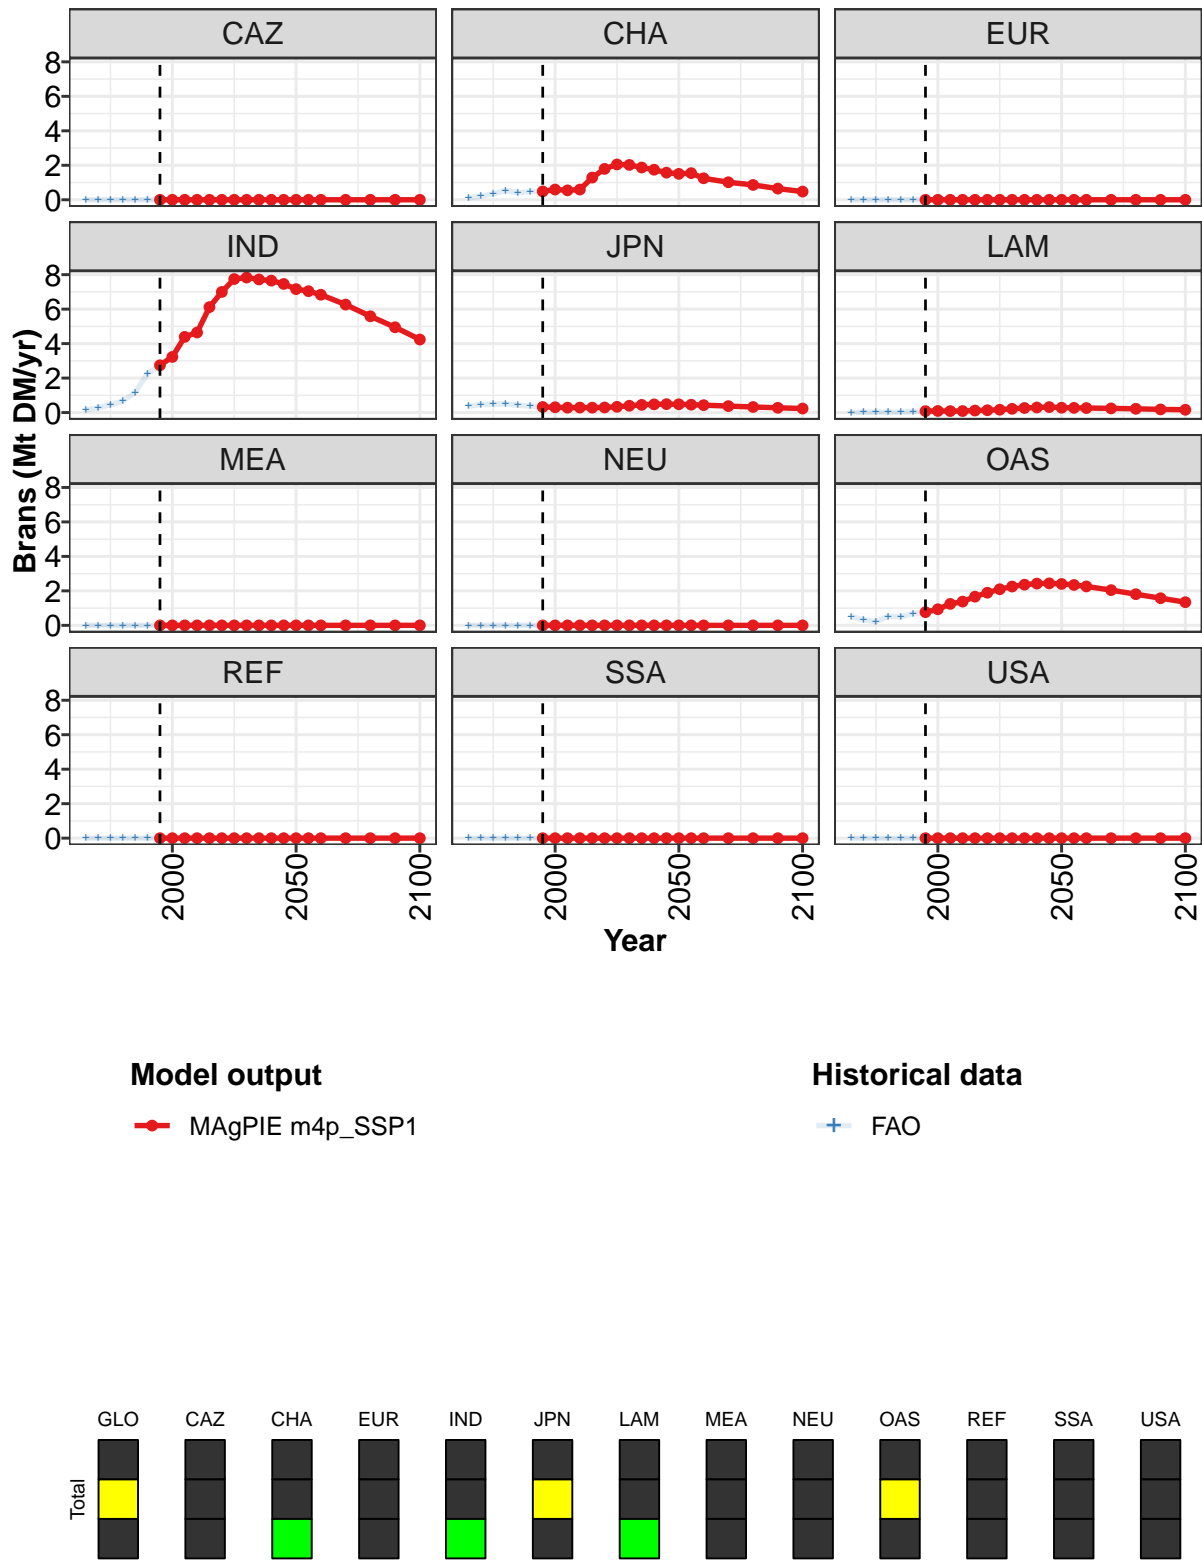 CAZ CHA EUR
8
6
4
2
0
IND JPN LAM
8
6
4
2
0
MEA NEU OAS
8
6
4
2
0
REF SSA USA
8
6
4
2
0
Brans (Mt DM/yr)
2000 2050 2100 2000 2050 2100 2000 2050 2100
Year
Model output Historical data
MAgPIE m4p_SSP1 FAO
GLO CAZ CHA EUR IND JPN LAM MEA NEU OAS REF SSA USA
Total